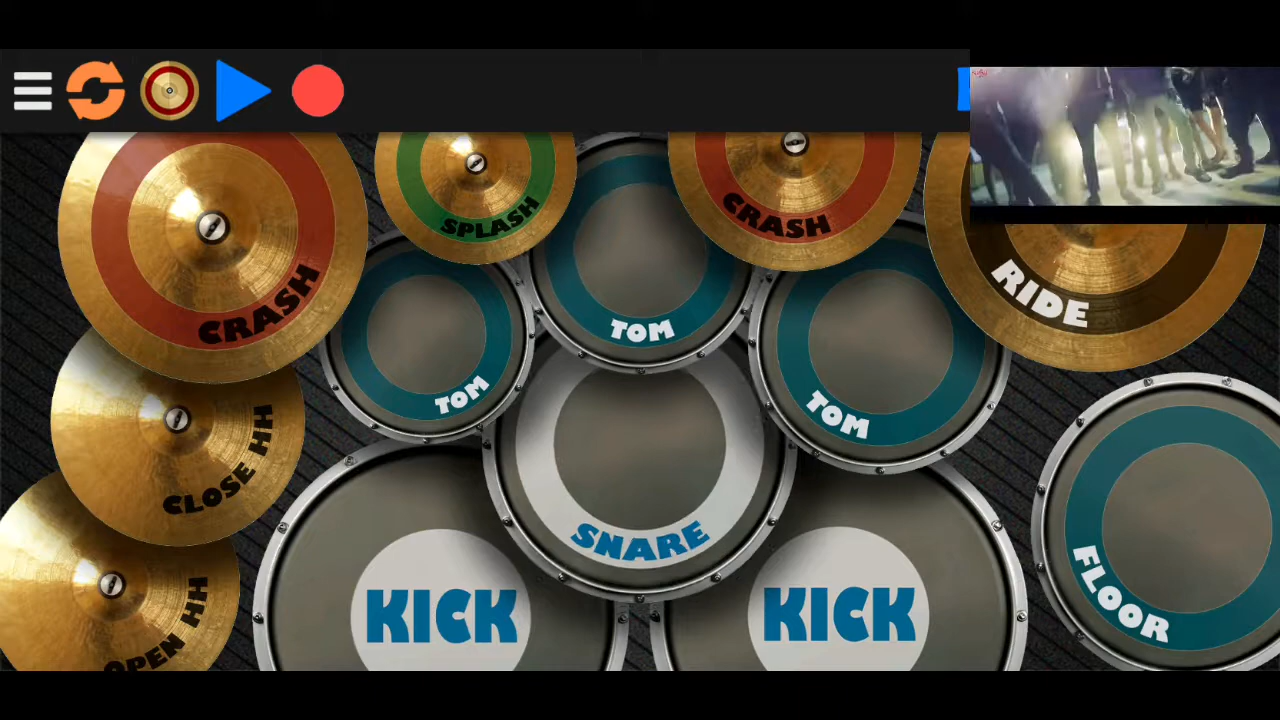 SPLASH
CRASH
CRASH
RIDE
TOM
TOM
TOM
CLOSE HH
SNARE
FLOOR
OPEN HH
KICK
KICK